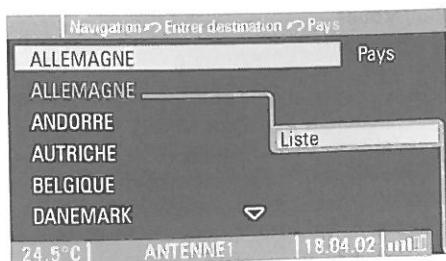 Navigation Entrer destination Pays
ALLEMAGNE Pays
ALLEMAGNE
ANDORRE
Liste
AUTRICHE
BELGIQUE
DANEMARK
24.5°C ANTENNE1 18.04.02